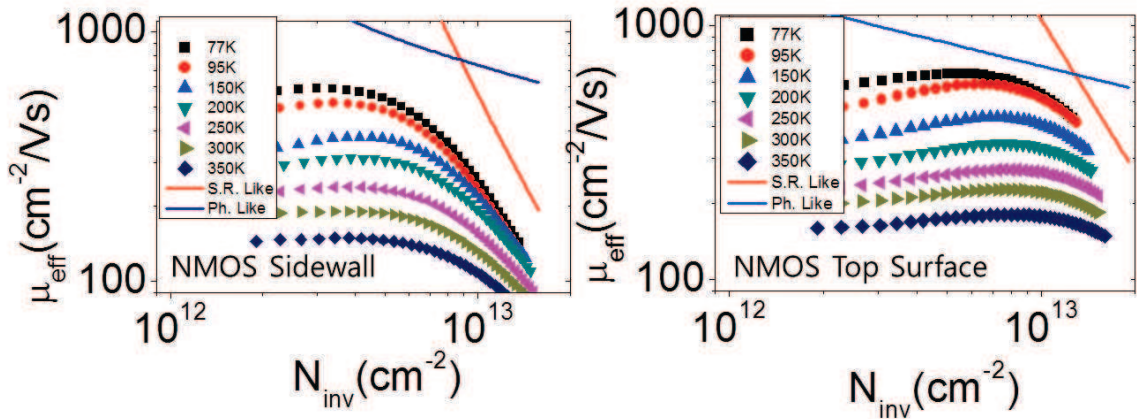 1000
77K
95K
150K
200K
250K
300K
350K
S.R. Like
Ph. Like
μeff(cm-2/Vs)
NMOS Sidewall
100
10^12
10^13
Ninv(cm-2)
1000
77K
95K
150K
200K
250K
300K
350K
S.R. Like
Ph. Like
μeff(cm-2/Vs)
NMOS Top Surface
100
10^12
10^13
Ninv(cm-2)